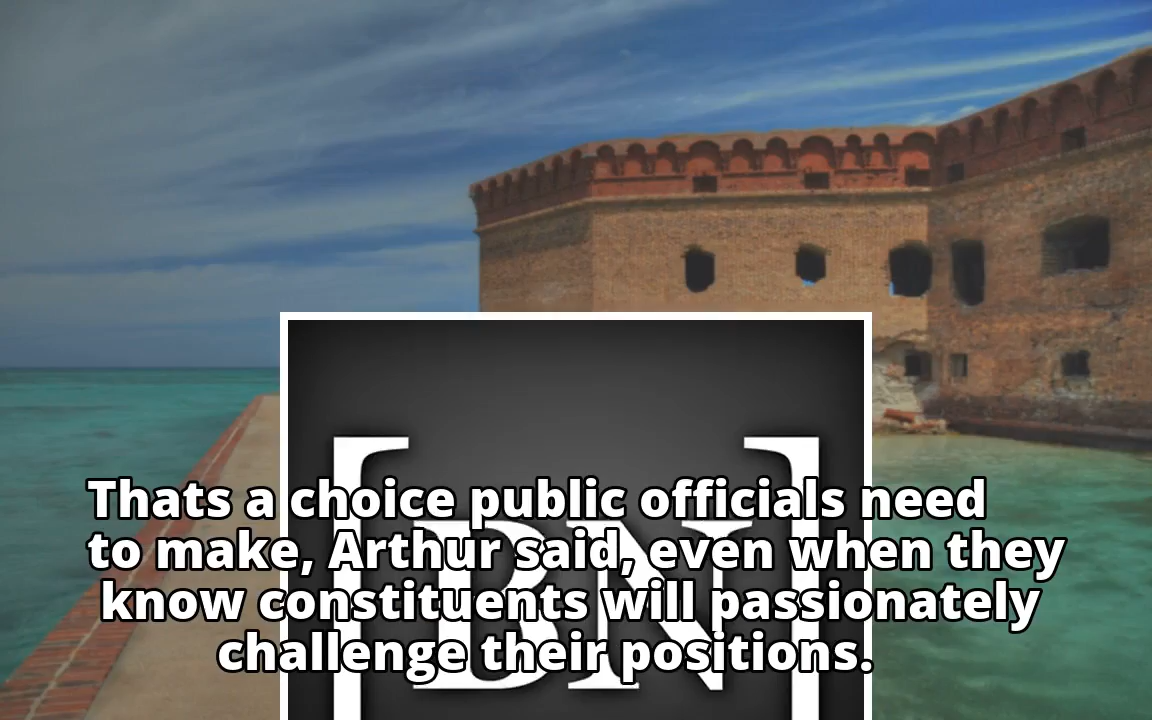 Thats a choice public officials need
to make, Arthur said, even when they
know constituents will passionately
challenge their positions.
[BN]